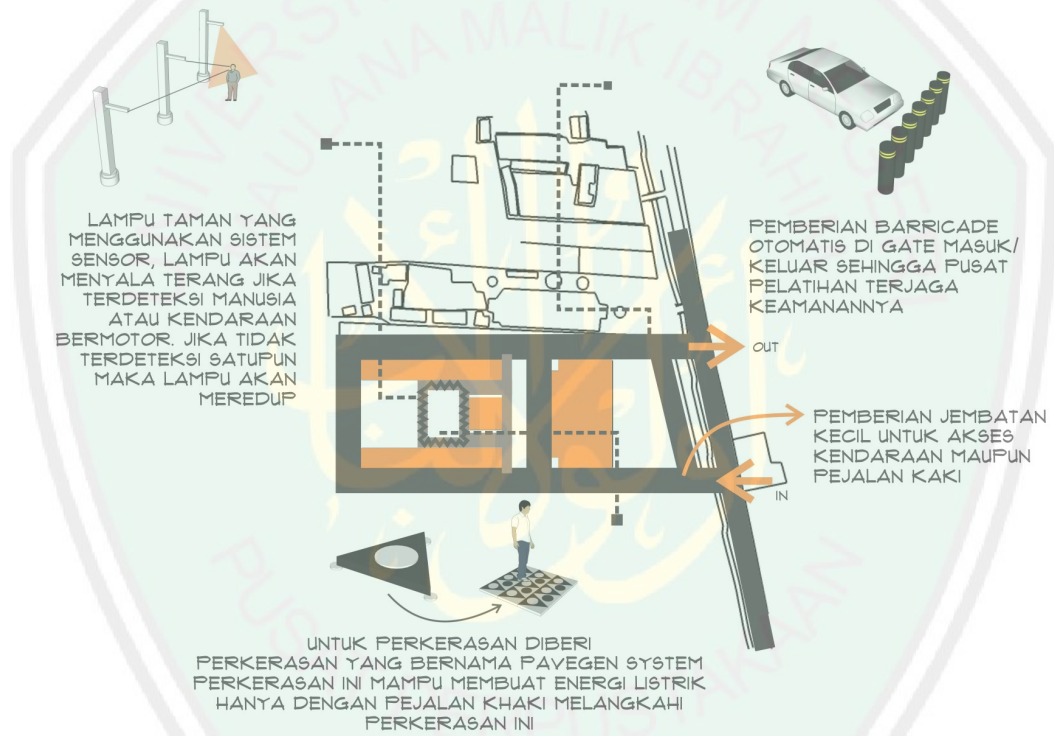 LAMPU TAMAN YANG
MENGGUNAKAN SISTEM
SENSOR, LAMPU AKAN
MENYALA TERANG JIKA
TERDETEKSI MANUSIA
ATAU KENDARAAN
BERMOTOR. JIKA TIDAK
TERDETEKSI SATUPUN
MAKA LAMPU AKAN
MEREDUP
PEMBERIAN BARRICADE
OTOMATIS DI GATE MASUK/
KELUAR SEHINGGA PUSAT
PELATIHAN TERJAGA
KEAMANANNYA
OUT
PEMBERIAN JEMBATAN
KECIL UNTUK AKSES
KENDARAAN MAUPUN
PEJALAN KAKI
IN
UNTUK PERKERASAN DIBERI
PERKERASAN YANG BERNAMA PAVEGEN SYSTEM
PERKERASAN INI MAMPU MEMBUAT ENERGI LISTRIK
HANYA DENGAN PEJALAN KHAKI MELANGKAHI
PERKERASAN INI
MAULANA MALIK IBRAHIM